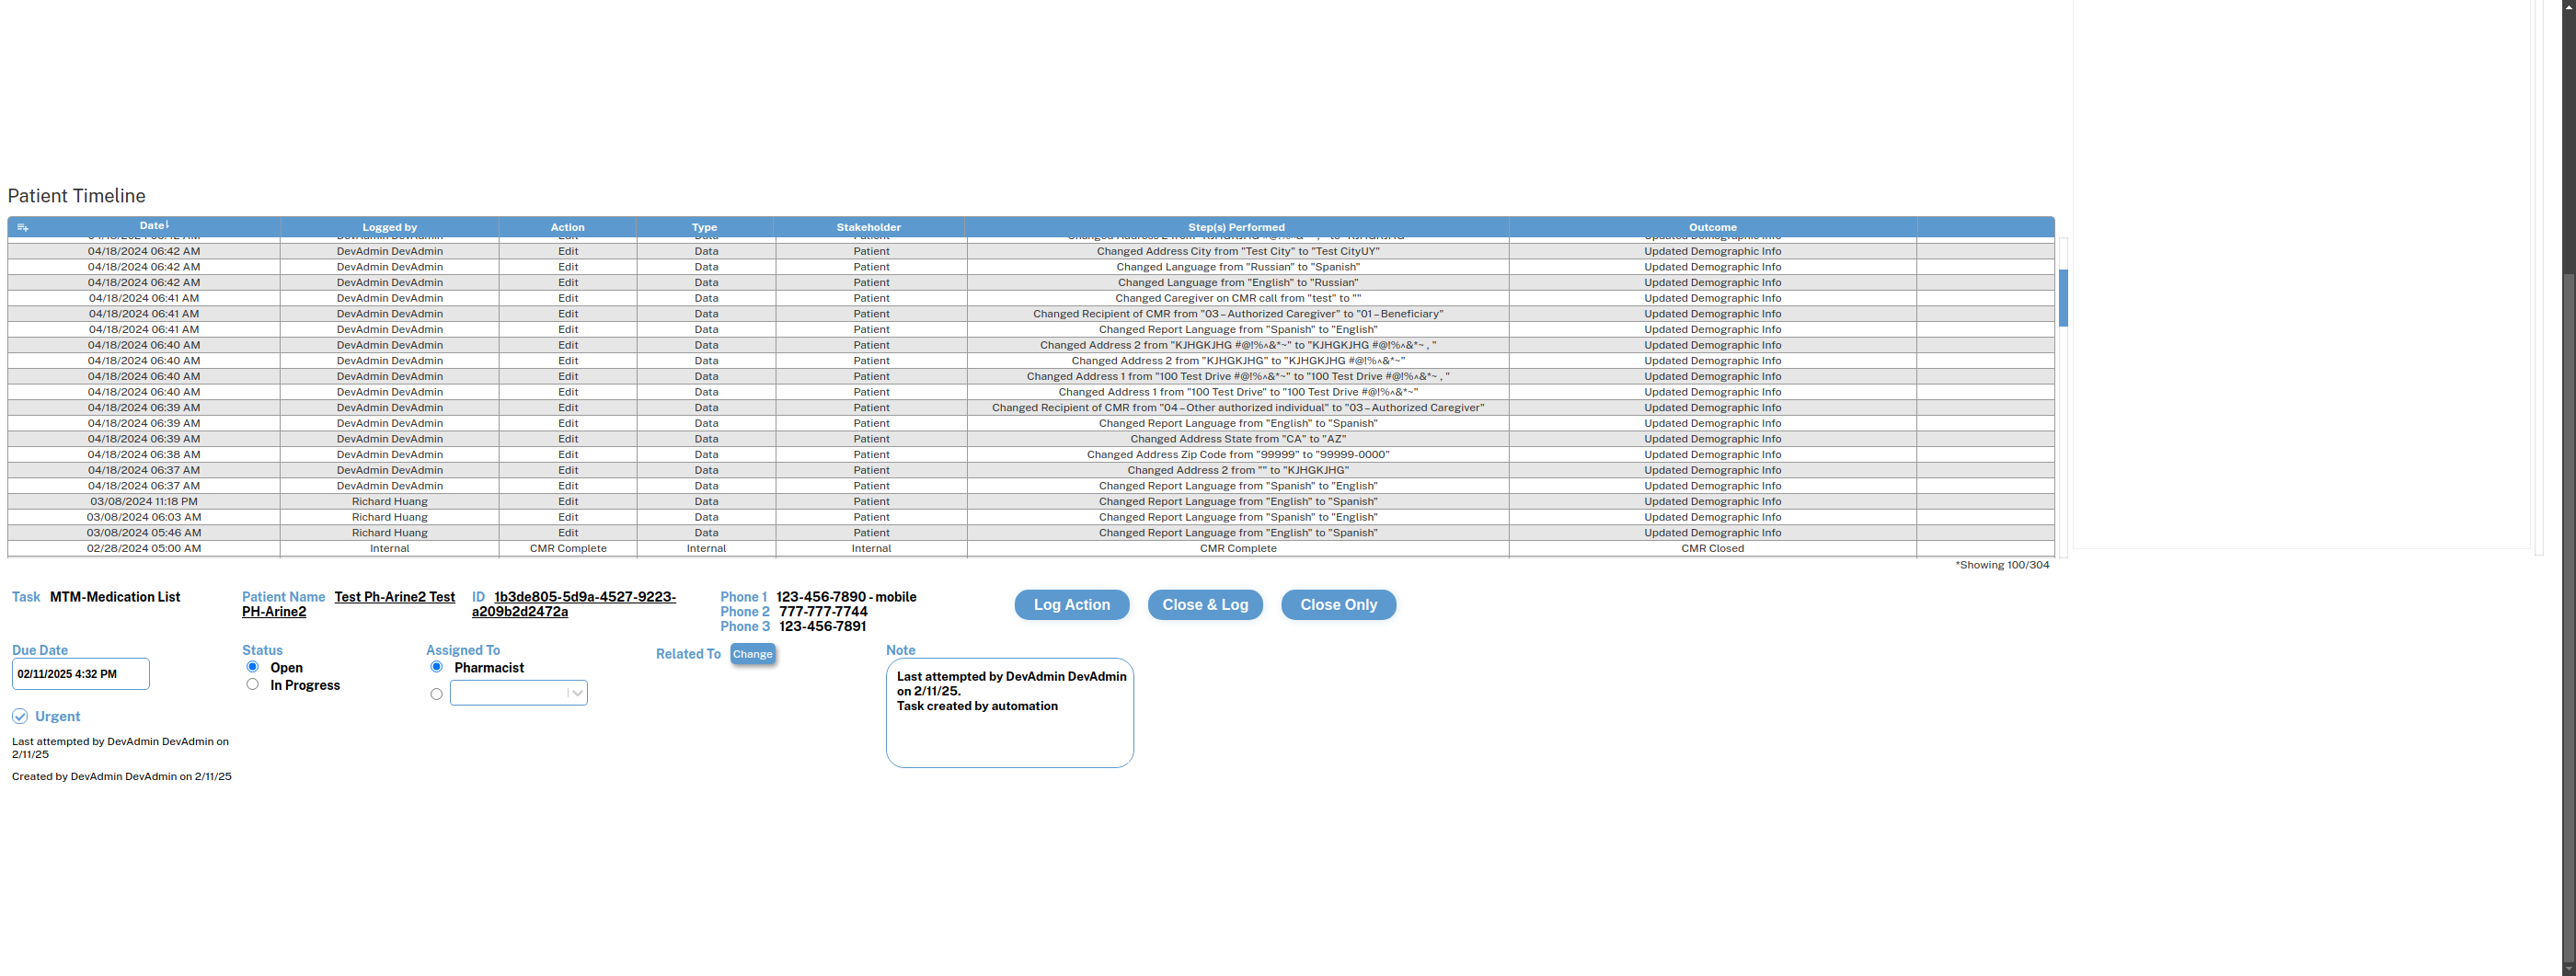 Patient Timeline
Date↓ Logged by Action Type Stakeholder Step(s) Performed Outcome
04/18/2024 06:42 AM DevAdmin DevAdmin Edit Data Patient Changed Address City from "Test City" to "Test CityUY" Updated Demographic Info
04/18/2024 06:42 AM DevAdmin DevAdmin Edit Data Patient Changed Language from "Russian" to "Spanish" Updated Demographic Info
04/18/2024 06:42 AM DevAdmin DevAdmin Edit Data Patient Changed Language from "English" to "Russian" Updated Demographic Info
04/18/2024 06:41 AM DevAdmin DevAdmin Edit Data Patient Changed Caregiver on CMR call from "test" to "" Updated Demographic Info
04/18/2024 06:41 AM DevAdmin DevAdmin Edit Data Patient Changed Recipient of CMR from "03 – Authorized Caregiver" to "01 – Beneficiary" Updated Demographic Info
04/18/2024 06:41 AM DevAdmin DevAdmin Edit Data Patient Changed Report Language from "Spanish" to "English" Updated Demographic Info
04/18/2024 06:40 AM DevAdmin DevAdmin Edit Data Patient Changed Address 2 from "KJHGKJHG #@!%^&*~" to "KJHGKJHG #@!%^&*~ , " Updated Demographic Info
04/18/2024 06:40 AM DevAdmin DevAdmin Edit Data Patient Changed Address 2 from "KJHGKJHG" to "KJHGKJHG #@!%^&*~" Updated Demographic Info
04/18/2024 06:40 AM DevAdmin DevAdmin Edit Data Patient Changed Address 1 from "100 Test Drive #@!%^&*~" to "100 Test Drive #@!%^&*~ , " Updated Demographic Info
04/18/2024 06:40 AM DevAdmin DevAdmin Edit Data Patient Changed Address 1 from "100 Test Drive" to "100 Test Drive #@!%^&*~" Updated Demographic Info
04/18/2024 06:39 AM DevAdmin DevAdmin Edit Data Patient Changed Recipient of CMR from "04 – Other authorized individual" to "03 – Authorized Caregiver" Updated Demographic Info
04/18/2024 06:39 AM DevAdmin DevAdmin Edit Data Patient Changed Report Language from "English" to "Spanish" Updated Demographic Info
04/18/2024 06:39 AM DevAdmin DevAdmin Edit Data Patient Changed Address State from "CA" to "AZ" Updated Demographic Info
04/18/2024 06:38 AM DevAdmin DevAdmin Edit Data Patient Changed Address Zip Code from "99999" to "99999-0000" Updated Demographic Info
04/18/2024 06:37 AM DevAdmin DevAdmin Edit Data Patient Changed Address 2 from "" to "KJHGKJHG" Updated Demographic Info
04/18/2024 06:37 AM DevAdmin DevAdmin Edit Data Patient Changed Report Language from "Spanish" to "English" Updated Demographic Info
03/08/2024 11:18 PM Richard Huang Edit Data Patient Changed Report Language from "English" to "Spanish" Updated Demographic Info
03/08/2024 06:03 AM Richard Huang Edit Data Patient Changed Report Language from "Spanish" to "English" Updated Demographic Info
03/08/2024 05:46 AM Richard Huang Edit Data Patient Changed Report Language from "English" to "Spanish" Updated Demographic Info
02/28/2024 05:00 AM Internal CMR Complete Internal Internal CMR Complete CMR Closed
*Showing 100/304
Task MTM-Medication List
Patient Name Test Ph-Arine2 Test
PH-Arine2
ID 1b3de805-5d9a-4527-9223-
a209b2d2472a
Phone 1 123-456-7890 - mobile
Phone 2 777-777-7744
Phone 3 123-456-7891
Log Action Close & Log Close Only
Due Date
02/11/2025 4:32 PM
Status
Open
In Progress
Assigned To
Pharmacist
Related To Change
Note
Last attempted by DevAdmin DevAdmin
on 2/11/25.
Task created by automation
Urgent
Last attempted by DevAdmin DevAdmin on
2/11/25
Created by DevAdmin DevAdmin on 2/11/25